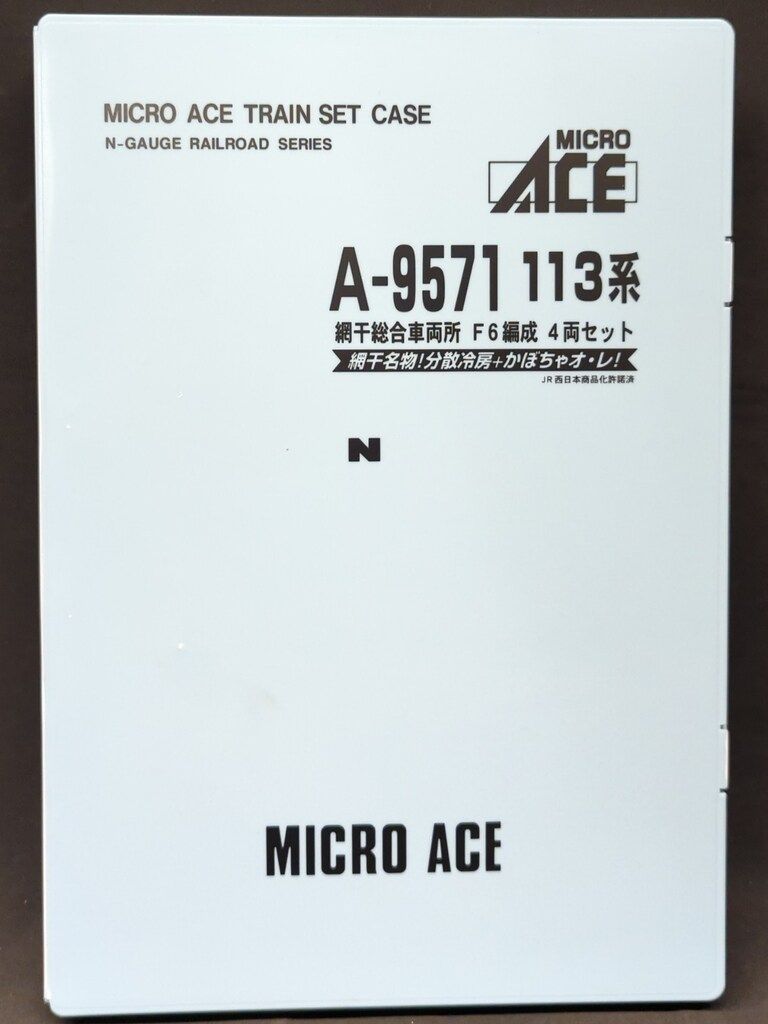 MICRO ACE TRAIN SET CASE
N-GAUGE RAILROAD SERIES
MICRO
ACE
A-9571 113系
網干総合車両所 F6編成 4両セット
網干名物!分散冷房+かぼちゃオ・レ!
JR西日本商品化許諾済
N
MICRO ACE